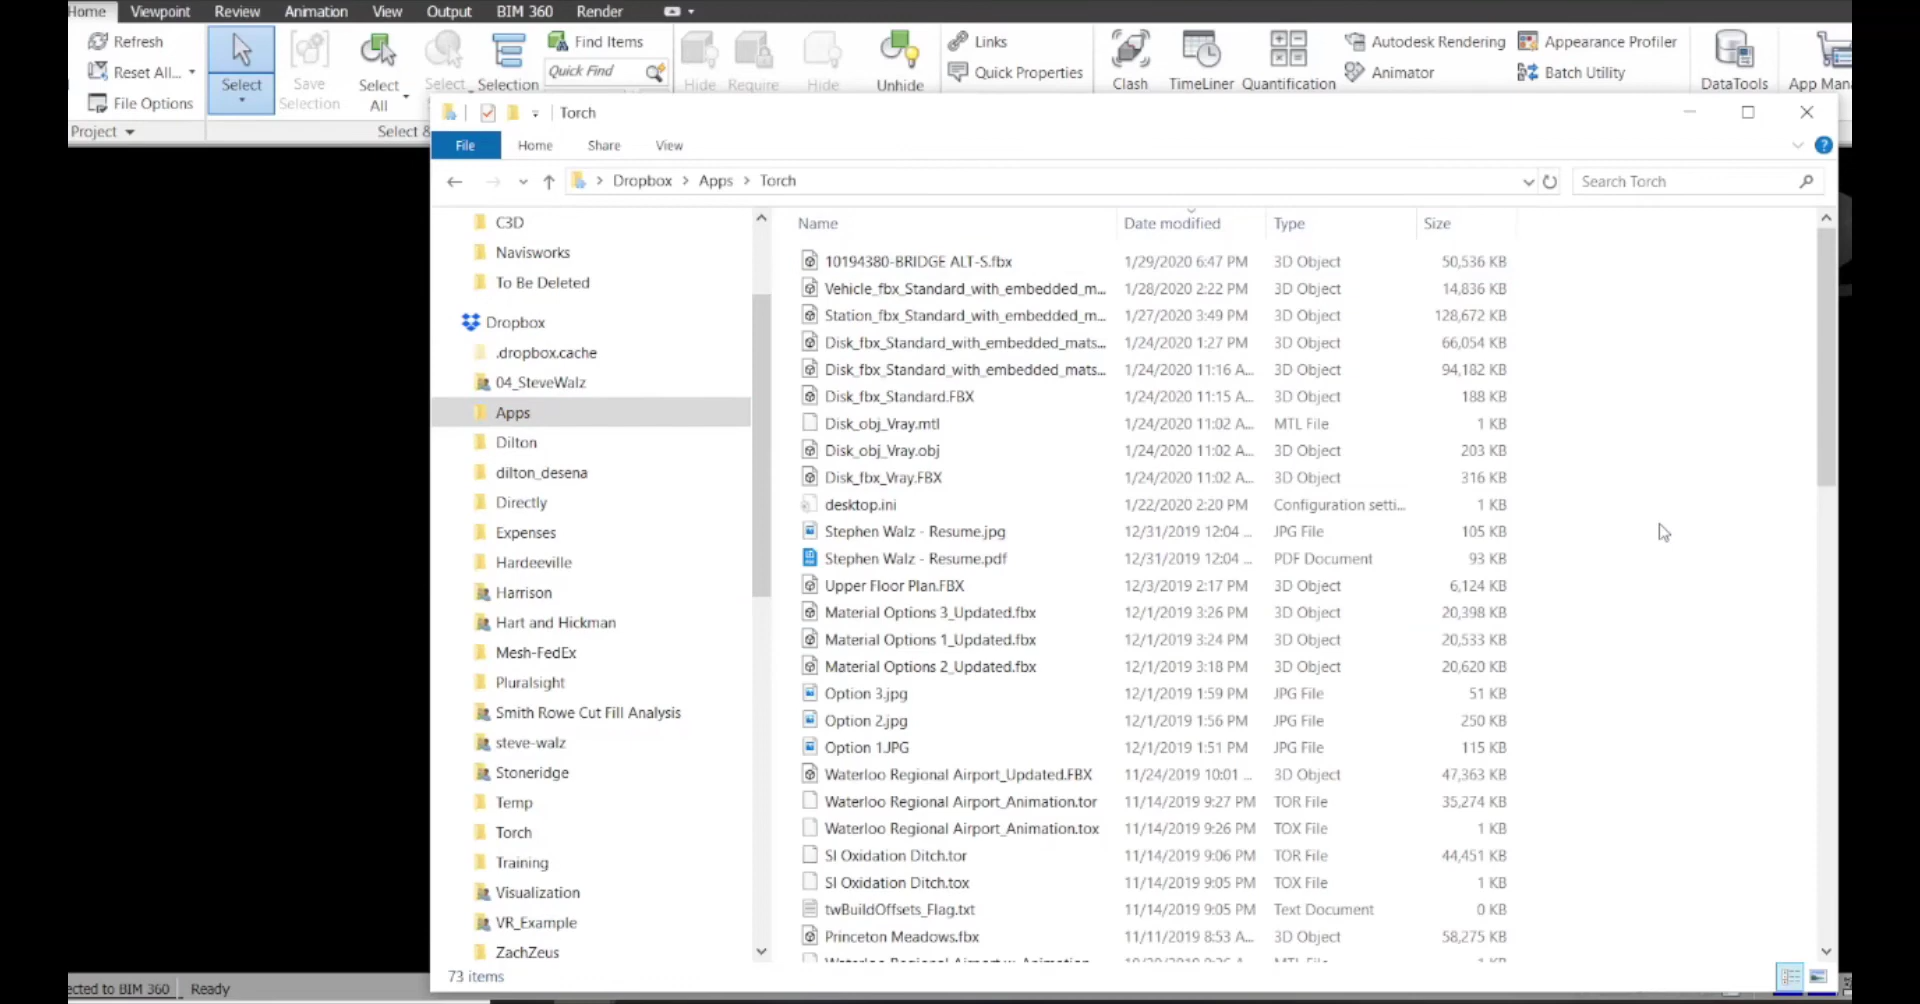 Home Viewpoint Review Animation View Output BIM 360 Render
Refresh
Reset All...
File Options
Project
Select
Save
Selection
Select
All
Select
Selection
Find Items
Quick Find
Hide
Require
Hide
Unhide
Links
Quick Properties
Clash
TimeLiner
Quantification
Autodesk Rendering
Animator
Appearance Profiler
Batch Utility
DataTools
App Man
Select &
Torch
File Home Share View
Dropbox > Apps > Torch
Search Torch
C3D
Navisworks
To Be Deleted
Dropbox
.dropbox.cache
04_SteveWalz
Apps
Dilton
dilton_desena
Directly
Expenses
Hardeeville
Harrison
Hart and Hickman
Mesh-FedEx
Pluralsight
Smith Rowe Cut Fill Analysis
steve-walz
Stoneridge
Temp
Torch
Training
Visualization
VR_Example
ZachZeus
Name Date modified Type Size
10194380-BRIDGE ALT-S.fbx 1/29/2020 6:47 PM 3D Object 50,536 KB
Vehicle_fbx_Standard_with_embedded_m... 1/28/2020 2:22 PM 3D Object 14,836 KB
Station_fbx_Standard_with_embedded_m... 1/27/2020 3:49 PM 3D Object 128,672 KB
Disk_fbx_Standard_with_embedded_mats... 1/24/2020 1:27 PM 3D Object 66,054 KB
Disk_fbx_Standard_with_embedded_mats... 1/24/2020 11:16 A... 3D Object 94,182 KB
Disk_fbx_Standard.FBX 1/24/2020 11:15 A... 3D Object 188 KB
Disk_obj_Vray.mtl 1/24/2020 11:02 A... MTL File 1 KB
Disk_obj_Vray.obj 1/24/2020 11:02 A... 3D Object 203 KB
Disk_fbx_Vray.FBX 1/24/2020 11:02 A... 3D Object 316 KB
desktop.ini 1/22/2020 2:20 PM Configuration setti... 1 KB
Stephen Walz - Resume.jpg 12/31/2019 12:04 ... JPG File 105 KB
Stephen Walz - Resume.pdf 12/31/2019 12:04 ... PDF Document 93 KB
Upper Floor Plan.FBX 12/3/2019 2:17 PM 3D Object 6,124 KB
Material Options 3_Updated.fbx 12/1/2019 3:26 PM 3D Object 20,398 KB
Material Options 1_Updated.fbx 12/1/2019 3:24 PM 3D Object 20,533 KB
Material Options 2_Updated.fbx 12/1/2019 3:18 PM 3D Object 20,620 KB
Option 3.jpg 12/1/2019 1:59 PM JPG File 51 KB
Option 2.jpg 12/1/2019 1:56 PM JPG File 250 KB
Option 1.JPG 12/1/2019 1:51 PM JPG File 115 KB
Waterloo Regional Airport_Updated.FBX 11/24/2019 10:01 ... 3D Object 47,363 KB
Waterloo Regional Airport_Animation.tor 11/14/2019 9:27 PM TOR File 35,274 KB
Waterloo Regional Airport_Animation.tox 11/14/2019 9:26 PM TOX File 1 KB
SI Oxidation Ditch.tor 11/14/2019 9:06 PM TOR File 44,451 KB
SI Oxidation Ditch.tox 11/14/2019 9:05 PM TOX File 1 KB
twBuildOffsets_Flag.txt 11/14/2019 9:05 PM Text Document 0 KB
Princeton Meadows.fbx 11/11/2019 8:53 A... 3D Object 58,275 KB
73 items
ected to BIM 360 Ready